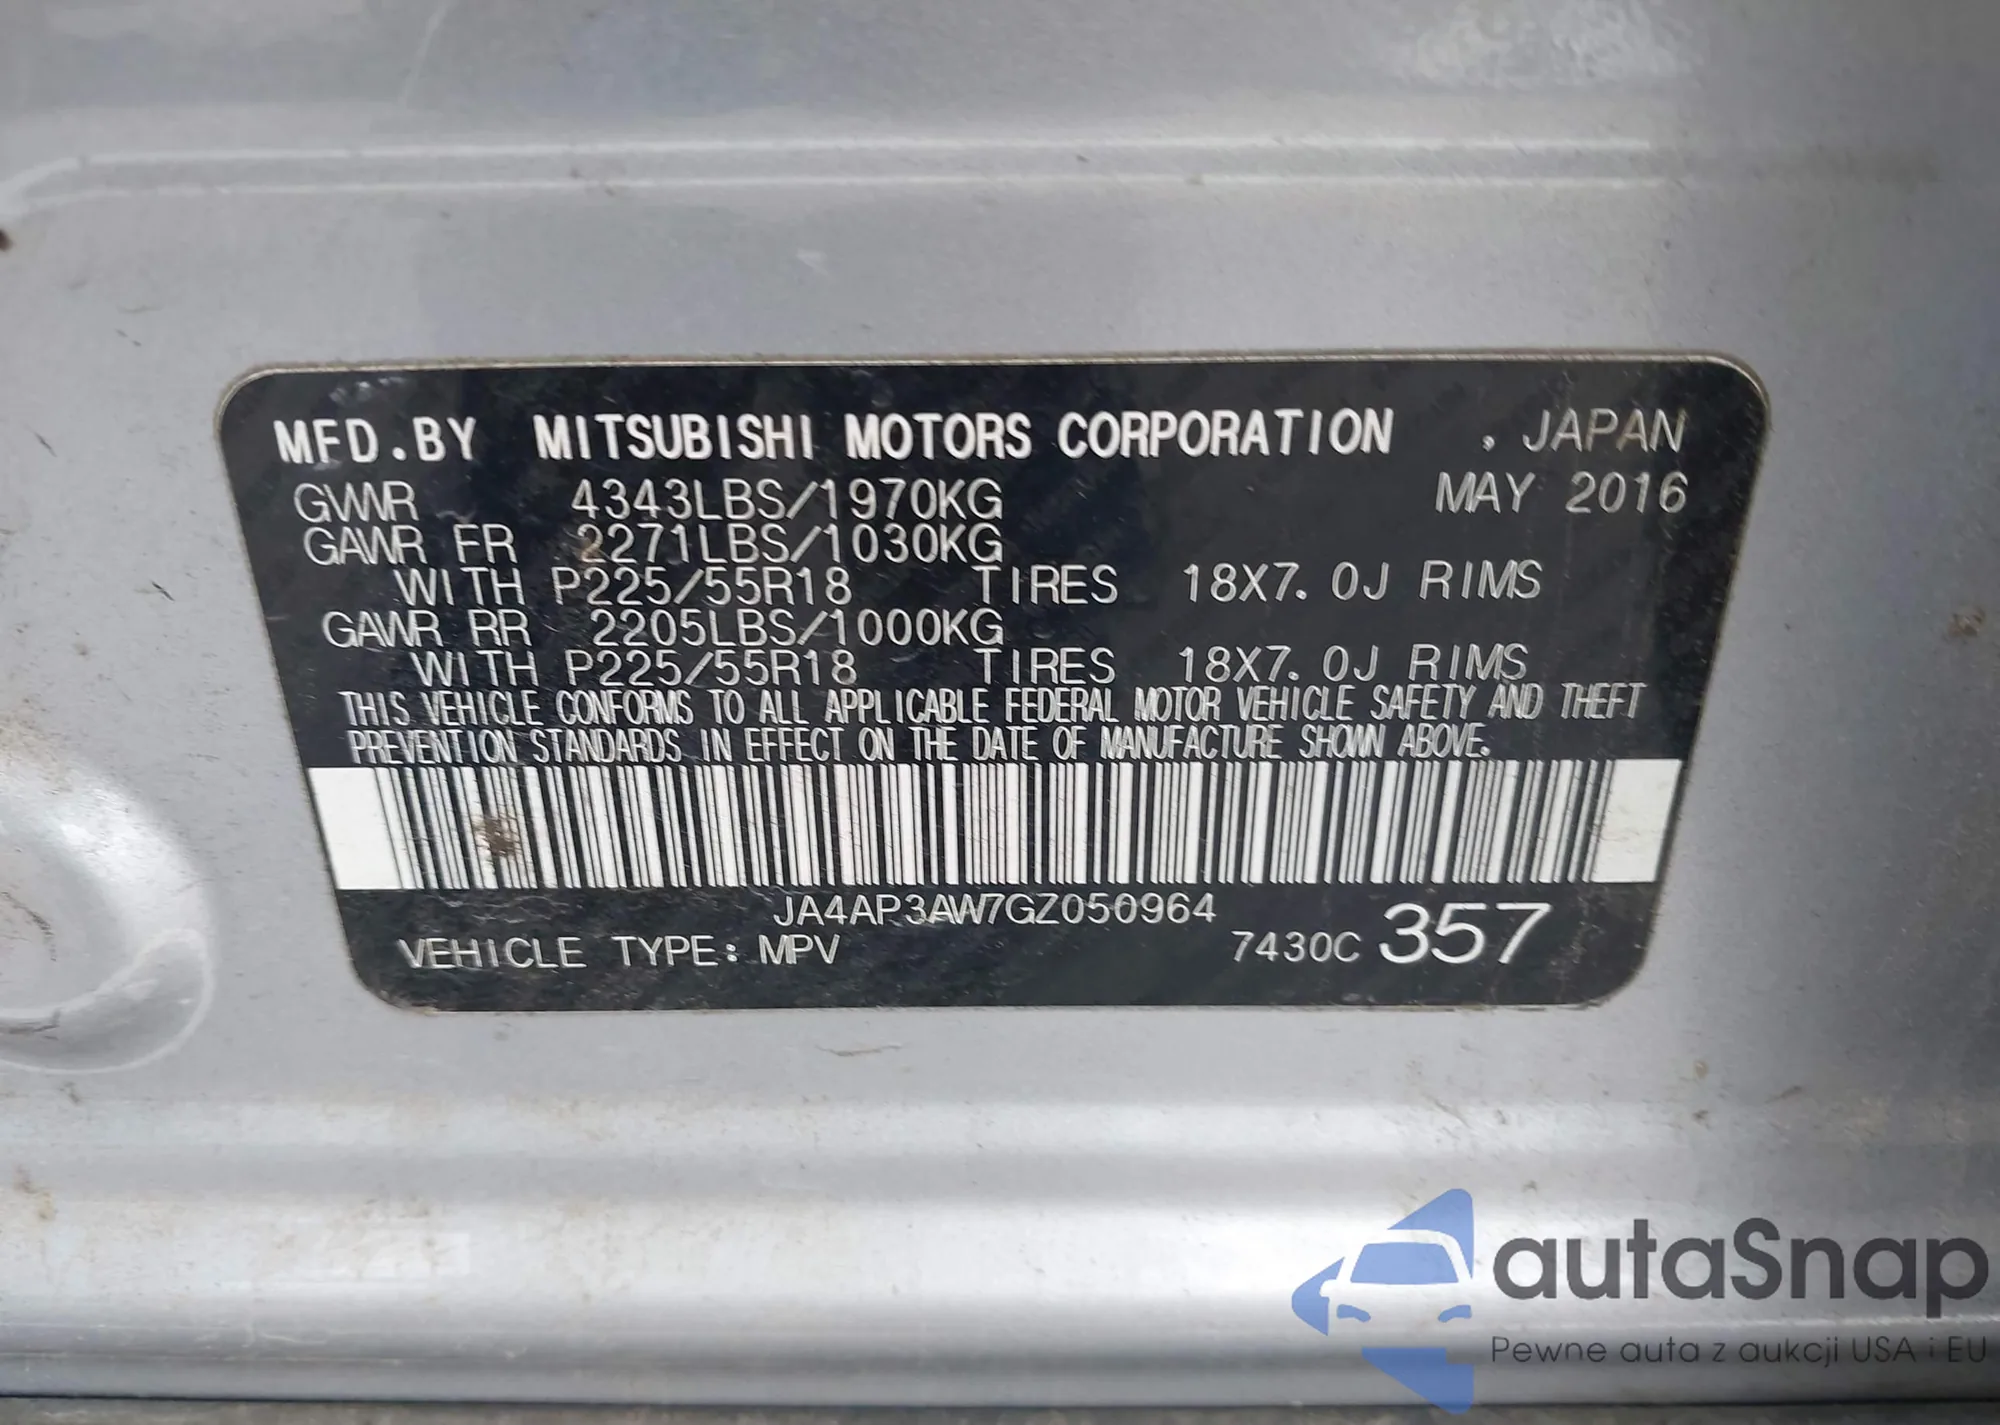 MFD.BY MITSUBISHI MOTORS CORPORATION . JAPAN
GVWR 4343LBS/1970KG MAY 2016
GAWR FR 2271LBS/1030KG
WITH P225/55R18 TIRES 18X7.0J RIMS
GAWR RR 2205LBS/1000KG
WITH P225/55R18 TIRES 18X7.0J RIMS
THIS VEHICLE CONFORMS TO ALL APPLICABLE FEDERAL MOTOR VEHICLE SAFETY AND THEFT
PREVENTION STANDARDS IN EFFECT ON THE DATE OF MANUFACTURE SHOWN ABOVE.
JA4AP3AW7GZ050964
VEHICLE TYPE: MPV 7430C 357
autaSnap
Pewne auta z aukcji USA i EU